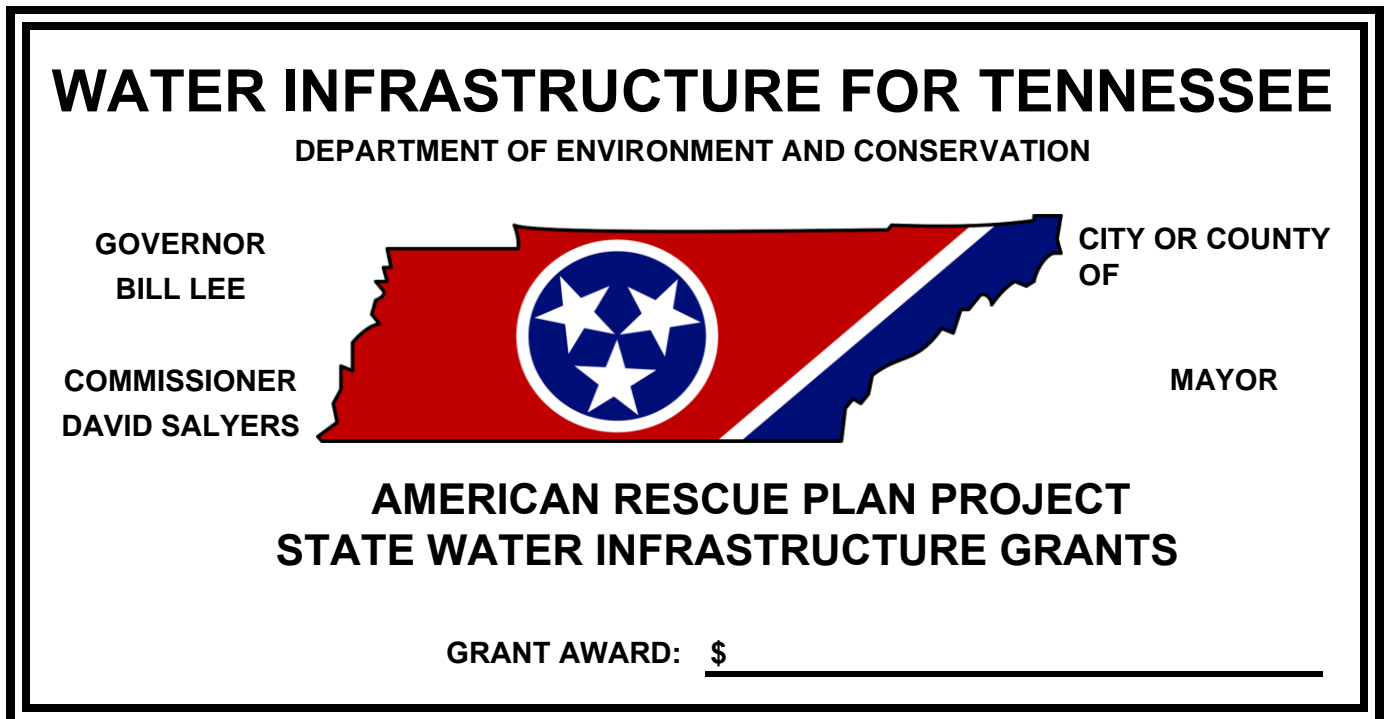 WATER INFRASTRUCTURE FOR TENNESSEE
DEPARTMENT OF ENVIRONMENT AND CONSERVATION
GOVERNOR
BILL LEE
COMMISSIONER
DAVID SALYERS
CITY OR COUNTY
OF
MAYOR
AMERICAN RESCUE PLAN PROJECT
STATE WATER INFRASTRUCTURE GRANTS
GRANT AWARD: $